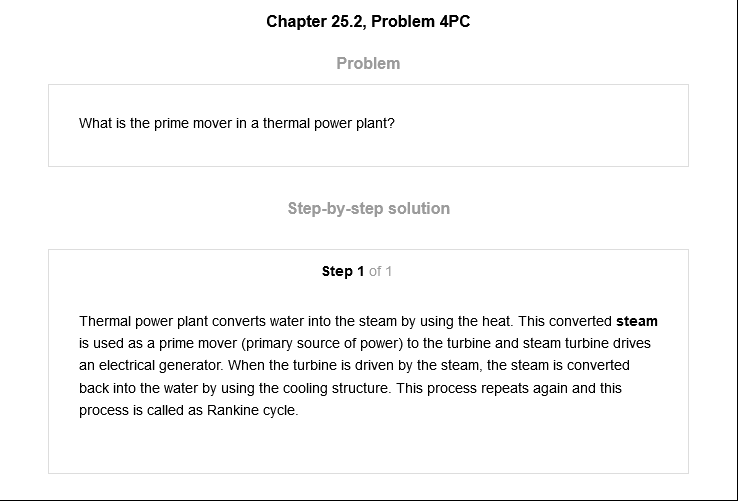 Chapter 25.2, Problem 4PC
Problem
What is the prime mover in a thermal power plant?
Step-by-step solution
Step 1 of 1
Thermal power plant converts water into the steam by using the heat. This converted steam
is used as a prime mover (primary source of power) to the turbine and steam turbine drives
an electrical generator. When the turbine is driven by the steam, the steam is converted
back into the water by using the cooling structure. This process repeats again and this
process is called as Rankine cycle.